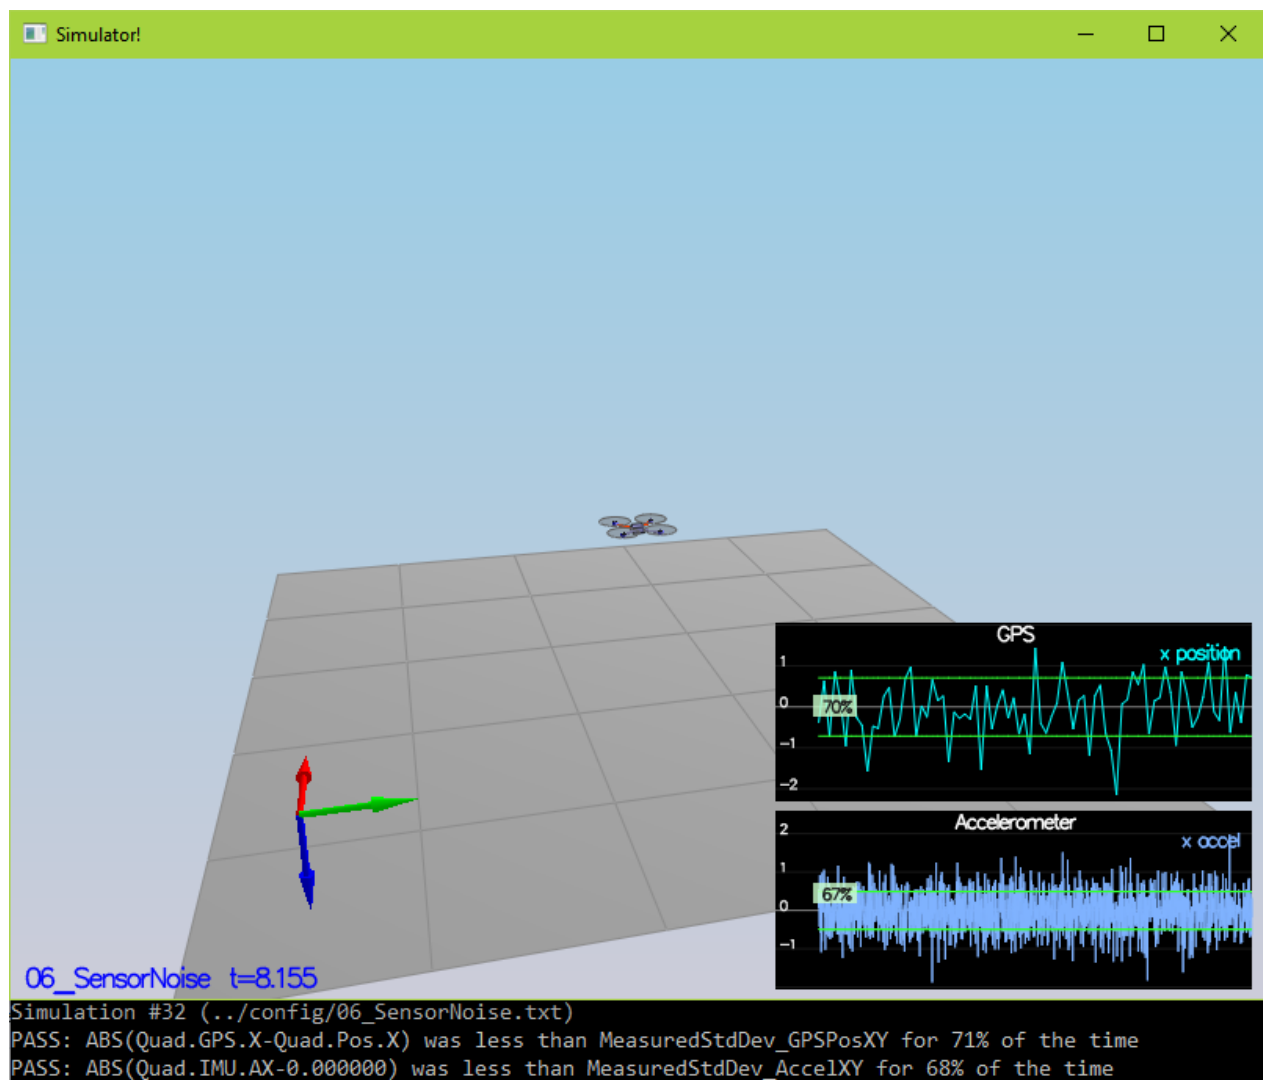 Simulator!
GPS
x position
1
0
70%
−1
−2
Accelerometer
2
x accel
1
67%
0
−1
06_SensorNoise t=8.155
Simulation #32 (../config/06_SensorNoise.txt)
PASS: ABS(Quad.GPS.X-Quad.Pos.X) was less than MeasuredStdDev_GPSPosXY for 71% of the time
PASS: ABS(Quad.IMU.AX-0.000000) was less than MeasuredStdDev_AccelXY for 68% of the time